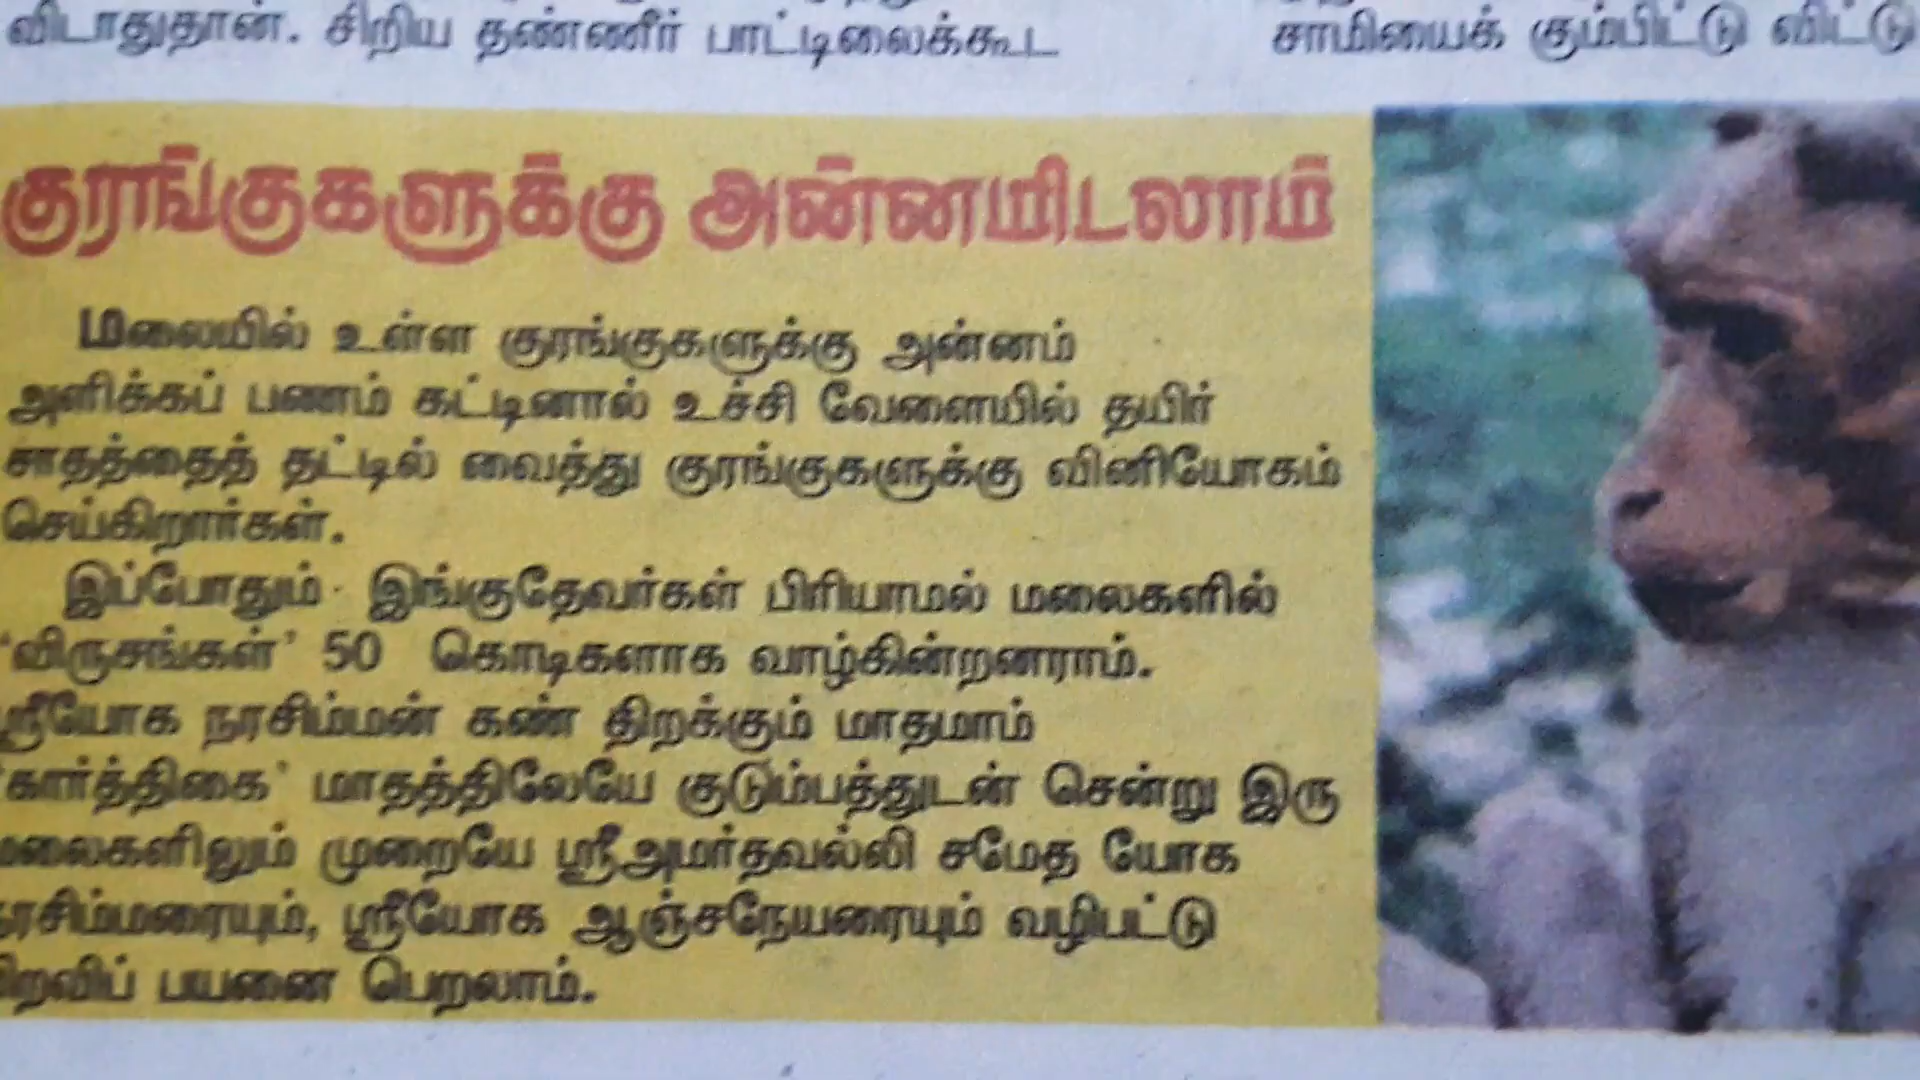 விடாதுதான். சிறிய தண்ணீர் பாட்டிலைக்கூட
சாமியைக் கும்பிட்டு விட்டு
குரங்குகளுக்கு அன்னமிடலாம்
மலையில் உள்ள குரங்குகளுக்கு அன்னம்
அளிக்கப் பணம் கட்டினால் உச்சி வேளையில் தயிர்
சாதத்தைத் தட்டில் வைத்து குரங்குகளுக்கு வினியோகம்
செய்கிறார்கள்.
இப்போதும் இங்குதேவர்கள் பிரியாமல் மலைகளில்
'விருசங்கள்' 50 கொடிகளாக வாழ்கின்றனராம்.
ஸ்ரீயோக நரசிம்மன் கண் திறக்கும் மாதமாம்
'கார்த்திகை' மாதத்திலேயே குடும்பத்துடன் சென்று இரு
மலைகளிலும் முறையே ஸ்ரீஅமர்தவல்லி சமேத யோக
நரசிம்மரையும், ஸ்ரீயோக ஆஞ்சநேயரையும் வழிபட்டு
பிறவிப் பயனை பெறலாம்.